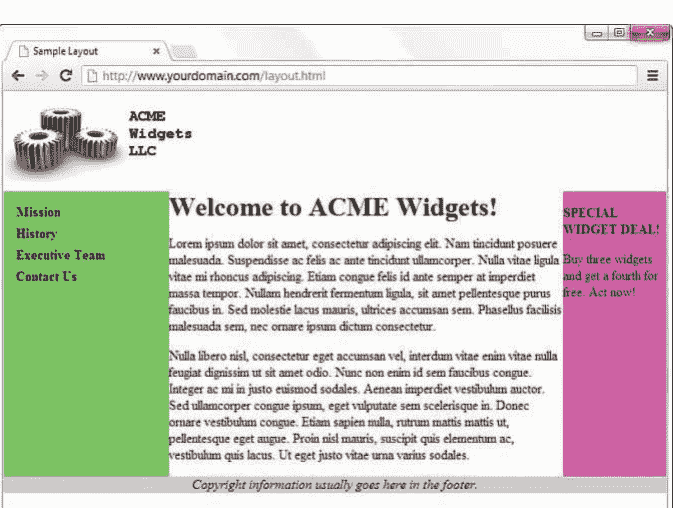 Sample Layout
http://www.yourdomain.com/layout.html
ACME
Widgets
LLC
Mission
History
Executive Team
Contact Us
Welcome to ACME Widgets!
Lorem ipsum dolor sit amet, consectetur adipiscing elit. Nam tincidunt posuere
malesuada. Suspendisse ac felis ac ante tincidunt ullamcorper. Nulla vitae ligula
vitae mi rhoncus adipiscing. Etiam congue felis id ante semper at imperdiet
massa tempor. Nullam hendrerit fermentum ligula, sit amet pellentesque purus
faucibus in. Sed molestie lacus mauris, ultrices accumsan sem. Phasellus facilisis
malesuada sem, nec ornare ipsum dictum consectetur.
Nulla libero nisl, consectetur eget accumsan vel, interdum vitae enim vitae nulla
feugiat dignissim ut sit amet odio. Nunc non enim id sem faucibus congue.
Integer ac mi in justo euismod sodales. Aenean imperdiet vestibulum auctor.
Sed ullamcorper congue ipsum, eget vulputate sem scelerisque in. Donec
ornare vestibulum congue. Etiam sapien nulla, rutrum mattis mattis ut,
pellentesque eget augue. Proin nisl mauris, suscipit quis elementum ac,
vestibulum quis lacus. Ut eget justo vitae urna varius sodales.
SPECIAL
WIDGET DEAL!
Buy three widgets
and get a fourth for
free. Act now!
Copyright information usually goes here in the footer.